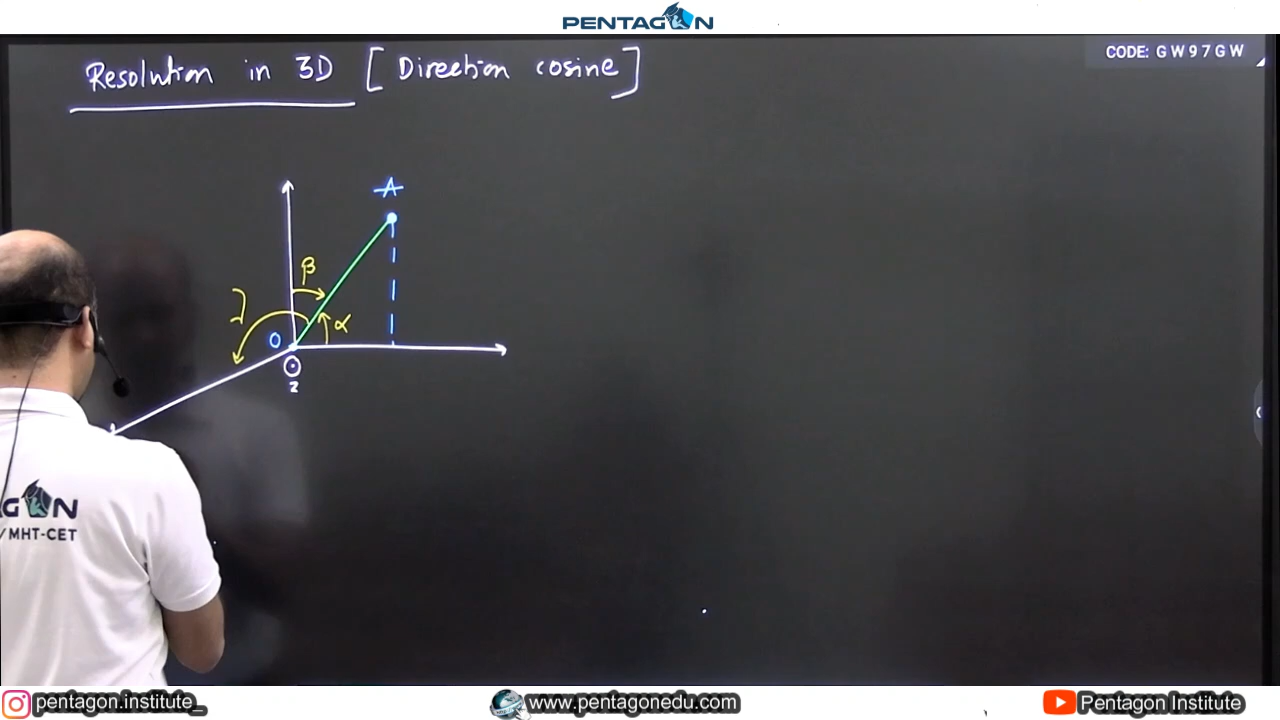 PENTAGON
CODE: GW97GW
Resolution in 3D [Direction cosine]
A
β
α
O
z
GON
/MHT-CET
pentagon.institute_
www.pentagonedu.com
Pentagon Institute